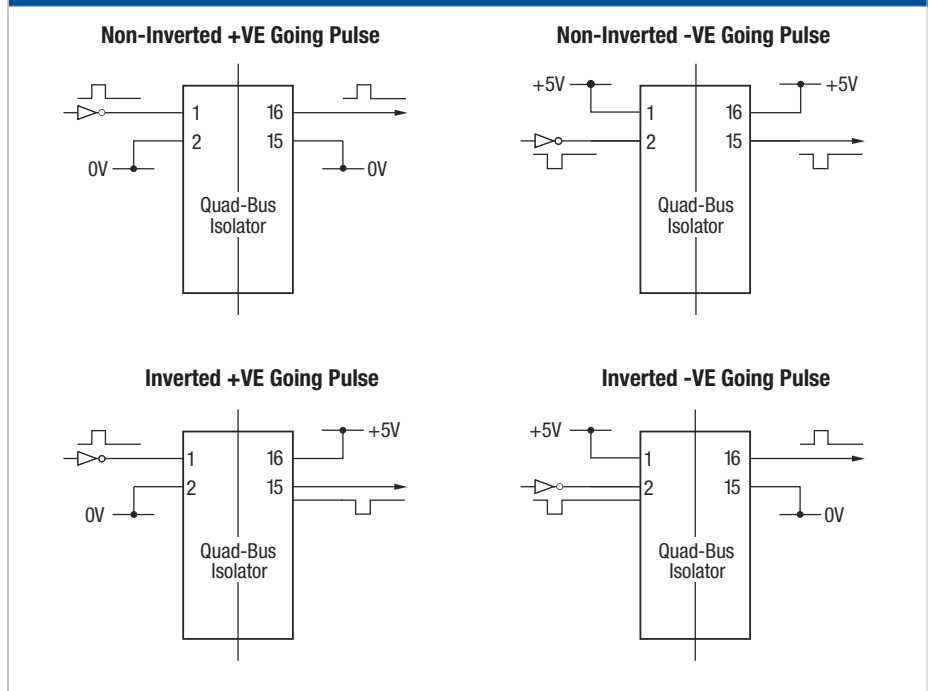 Non-Inverted +VE Going Pulse
1
16
2
15
0V
0V
Quad-Bus
Isolator
Non-Inverted -VE Going Pulse
+5V
+5V
1
16
2
15
Quad-Bus
Isolator
Inverted +VE Going Pulse
+5V
1
16
2
15
0V
Quad-Bus
Isolator
Inverted -VE Going Pulse
+5V
1
16
2
15
0V
Quad-Bus
Isolator